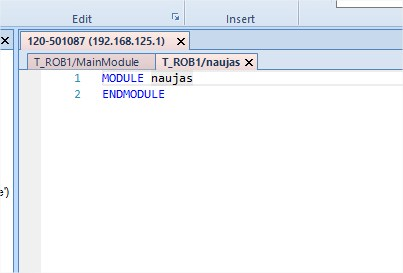 Edit
Insert
120-501087 (192.168.125.1)
T_ROB1/MainModule
T_ROB1/naujas
1 MODULE naujas
2 ENDMODULE
e')